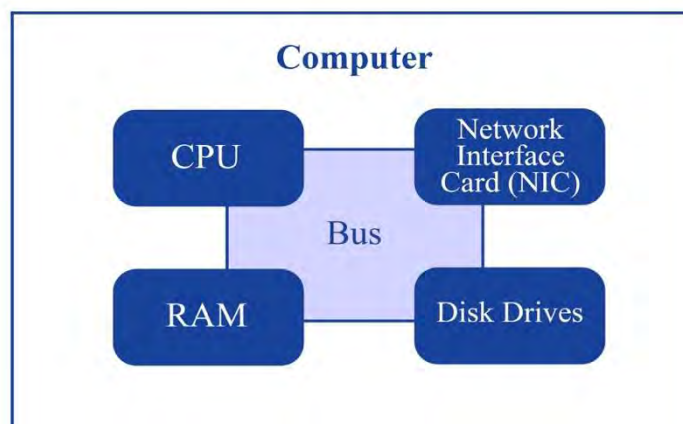 Computer
CPU
Network
Interface
Card (NIC)
Bus
RAM
Disk Drives